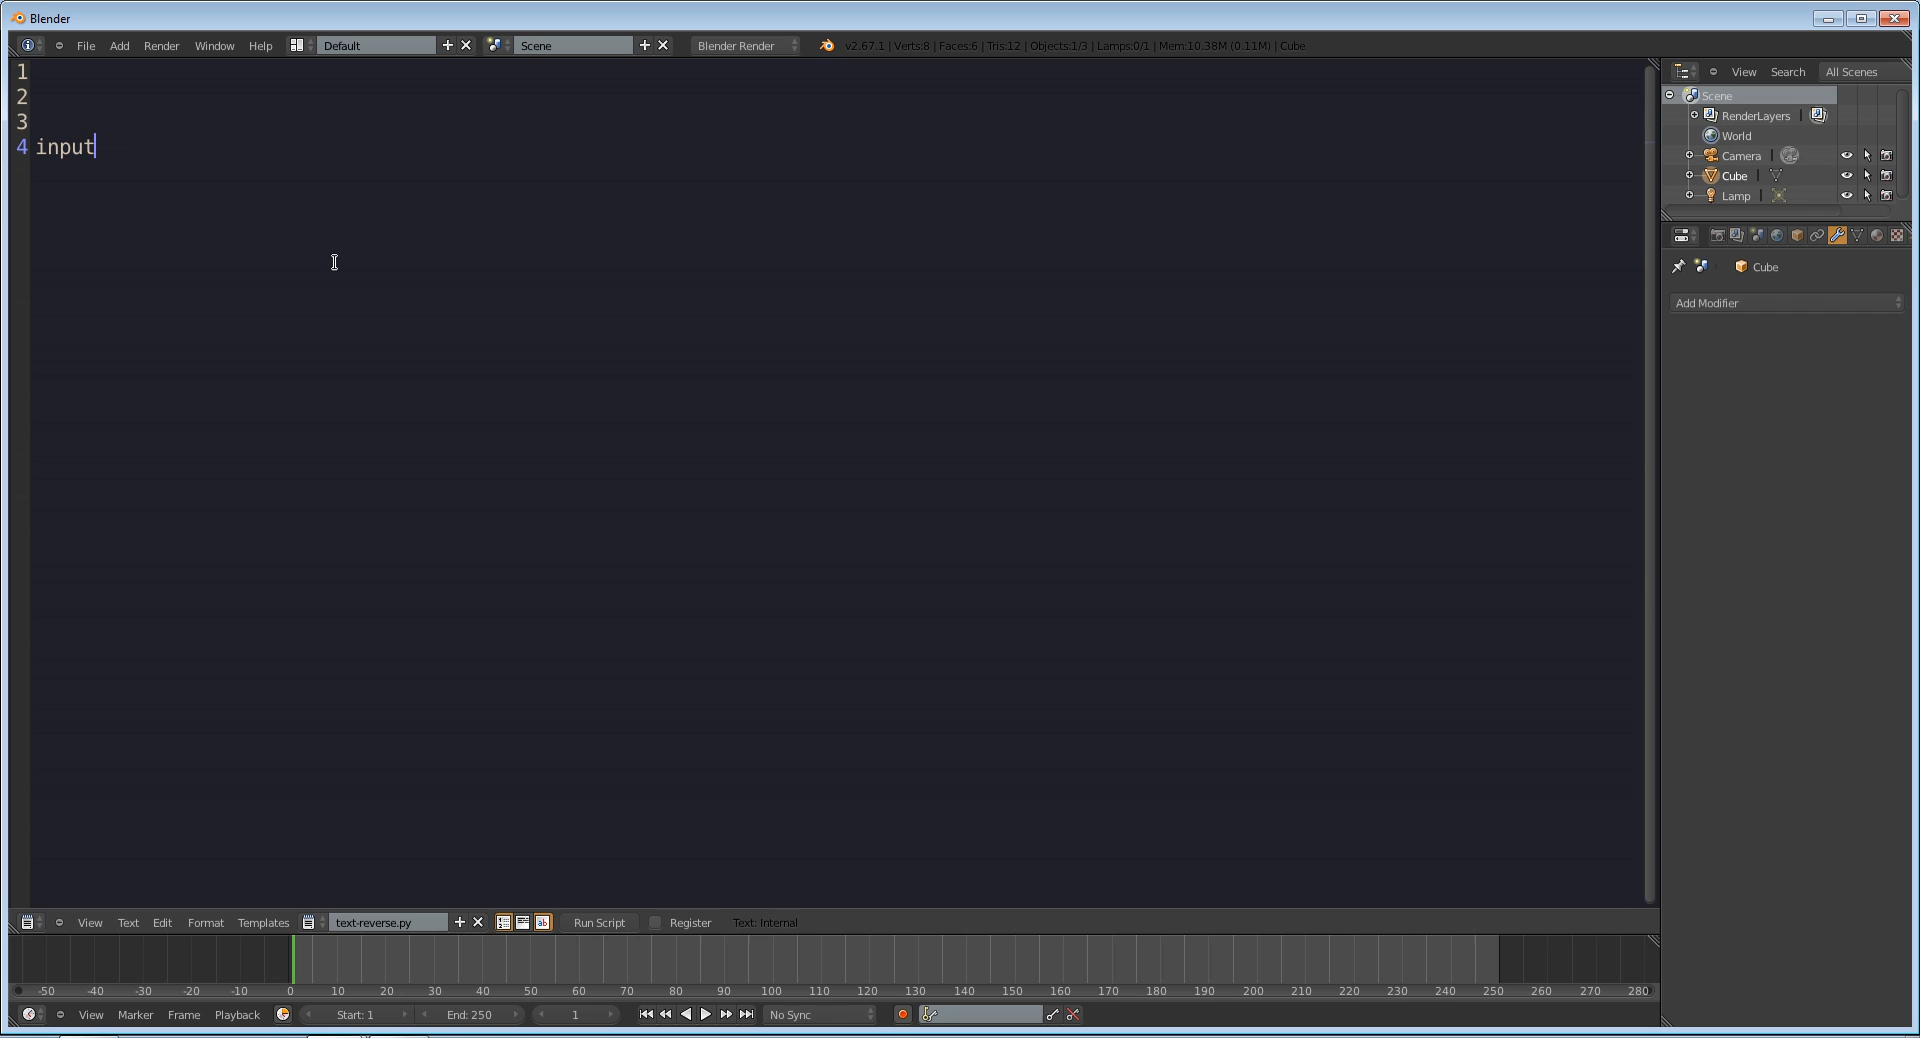 Blender
File Add Render Window Help Default Scene Blender Render v2.67.1 | Verts:8 | Faces:6 | Tris:12 | Objects:1/3 | Lamps:0/1 | Mem:10.38M (0.11M) | Cube
1
2
3
4 input
View Search All Scenes
Scene
RenderLayers |
World
Camera |
Cube |
Lamp |
Cube
Add Modifier
View Text Edit Format Templates text-reverse.py Run Script Register Text: Internal
-50 -40 -30 -20 -10 0 10 20 30 40 50 60 70 80 90 100 110 120 130 140 150 160 170 180 190 200 210 220 230 240 250 260 270 280
View Marker Frame Playback Start: 1 End: 250 1 No Sync